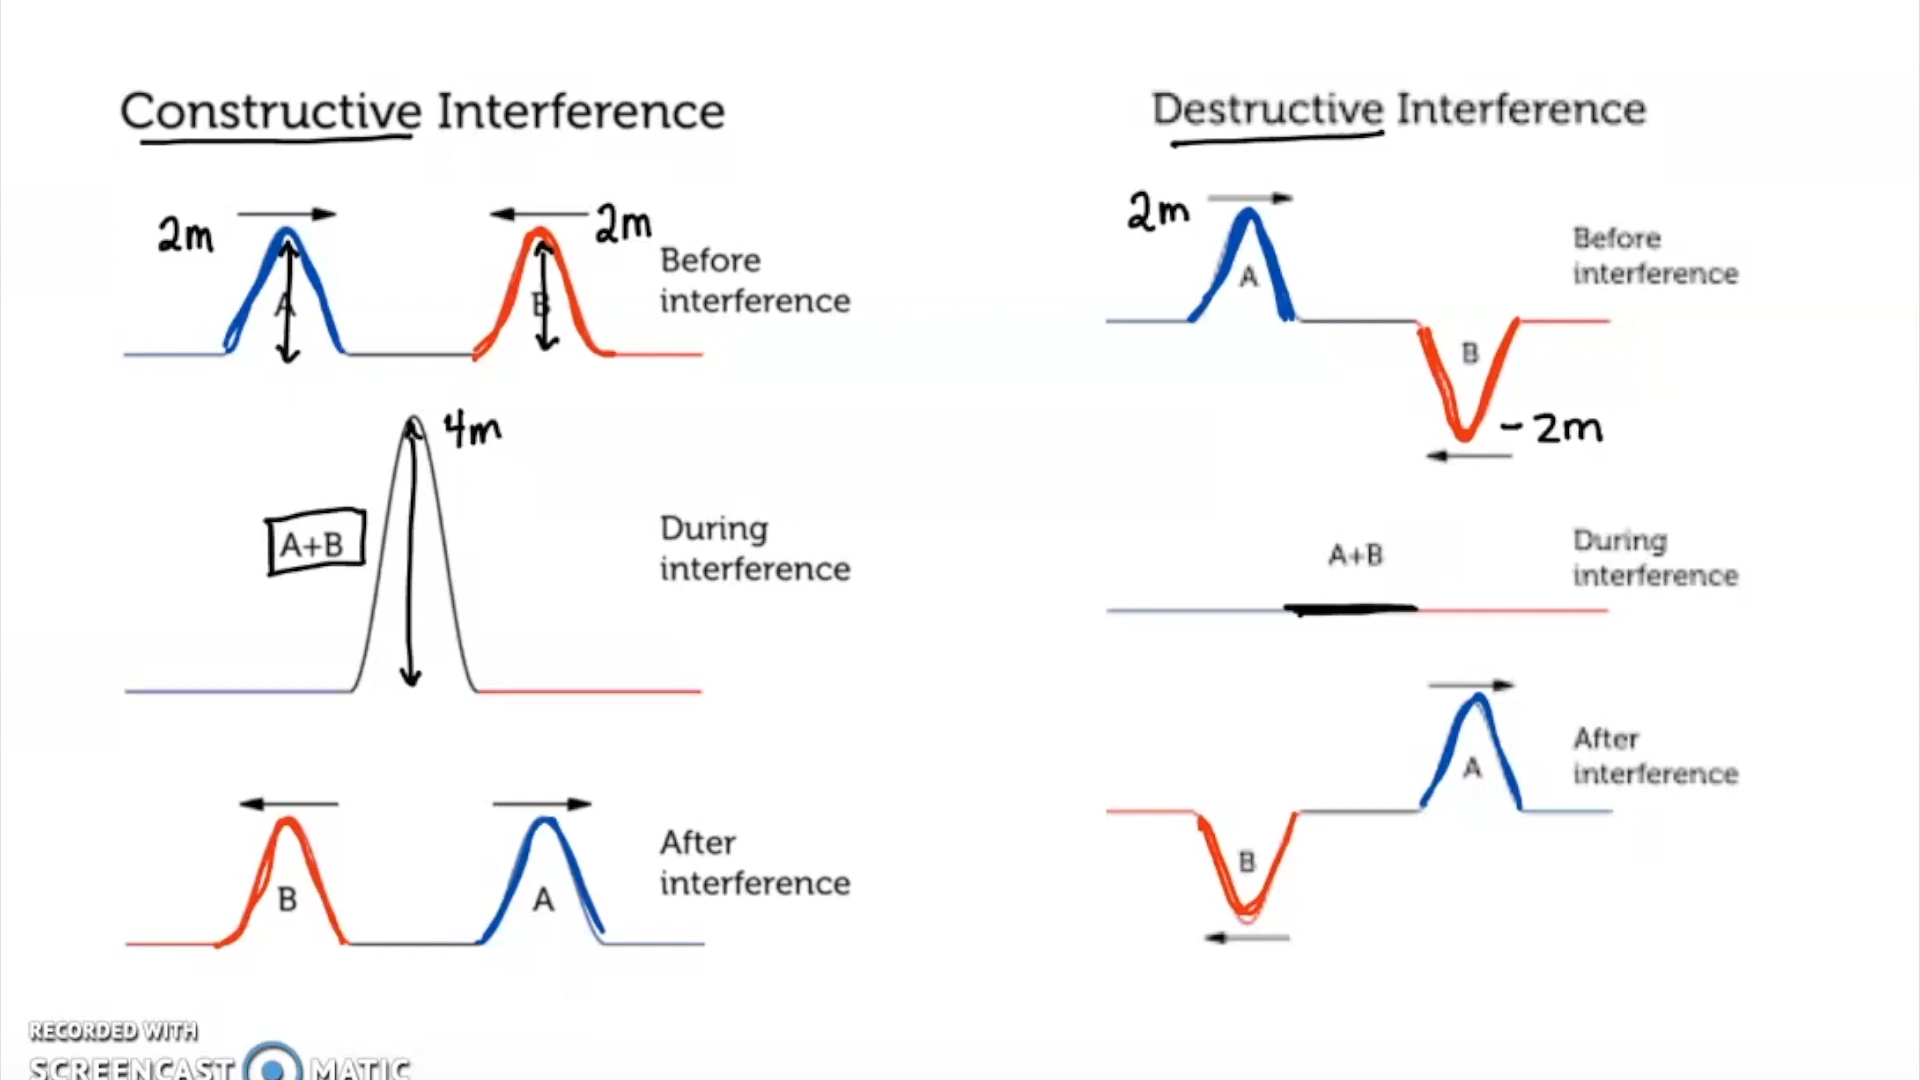 Constructive Interference
2m
2m
A
B
Before
interference
4m
A+B
During
interference
B
A
After
interference
Destructive Interference
2m
A
Before
interference
B
-2m
A+B
During
interference
A
After
interference
B
RECORDED WITH
SCREENCAST MATIC